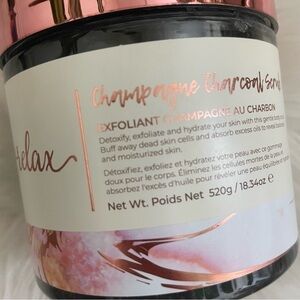 Relax
Champagne Charcoal Scrub
EXFOLIANT CHAMPAGNE AU CHARBON
Detoxify, exfoliate and hydrate your skin with this gentle body
Buff away dead skin cells and absorb excess oils to reveal
and moisturized skin.
Détoxifiez, exfoliez et hydratez votre peau avec ce gommage
doux pour le corps. Éliminez les cellules mortes de la peau et
absorbez l'excès d'huile pour révéler une peau équilibrée et
Net Wt. Poids Net 520g / 18.34oz e